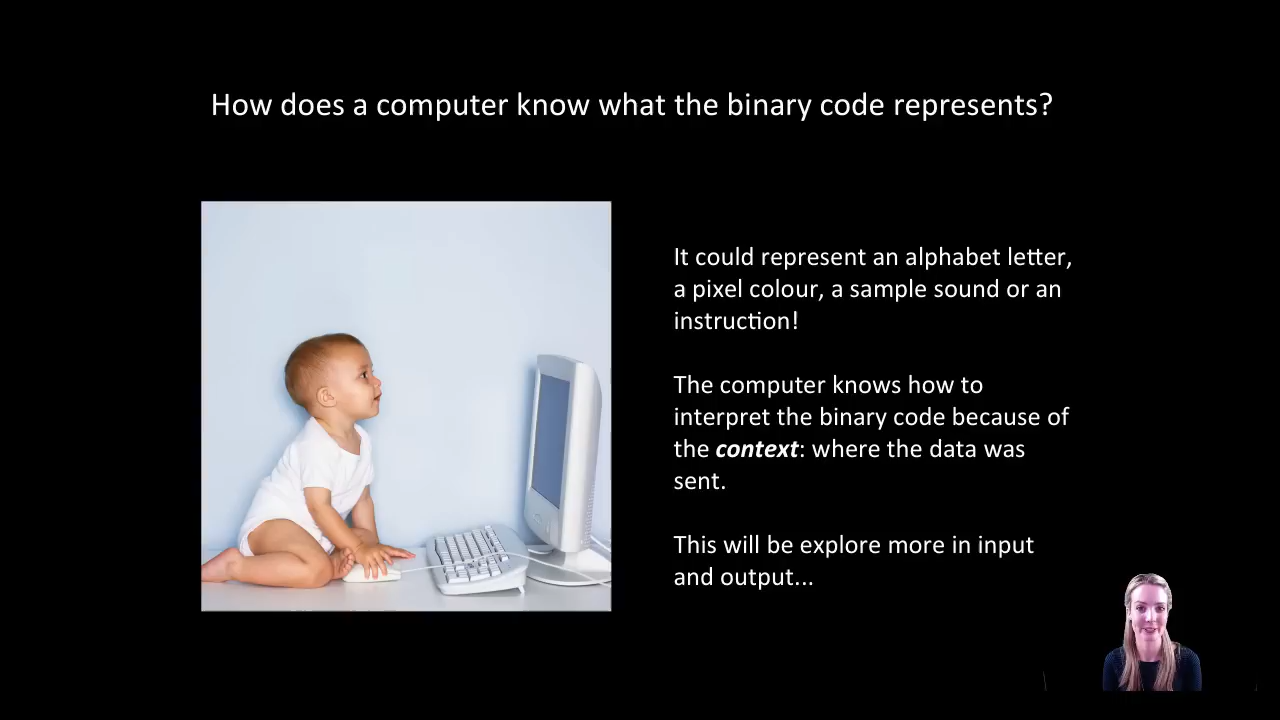 How does a computer know what the binary code represents?
It could represent an alphabet letter,
a pixel colour, a sample sound or an
instruction!
The computer knows how to
interpret the binary code because of
the context: where the data was
sent.
This will be explore more in input
and output...